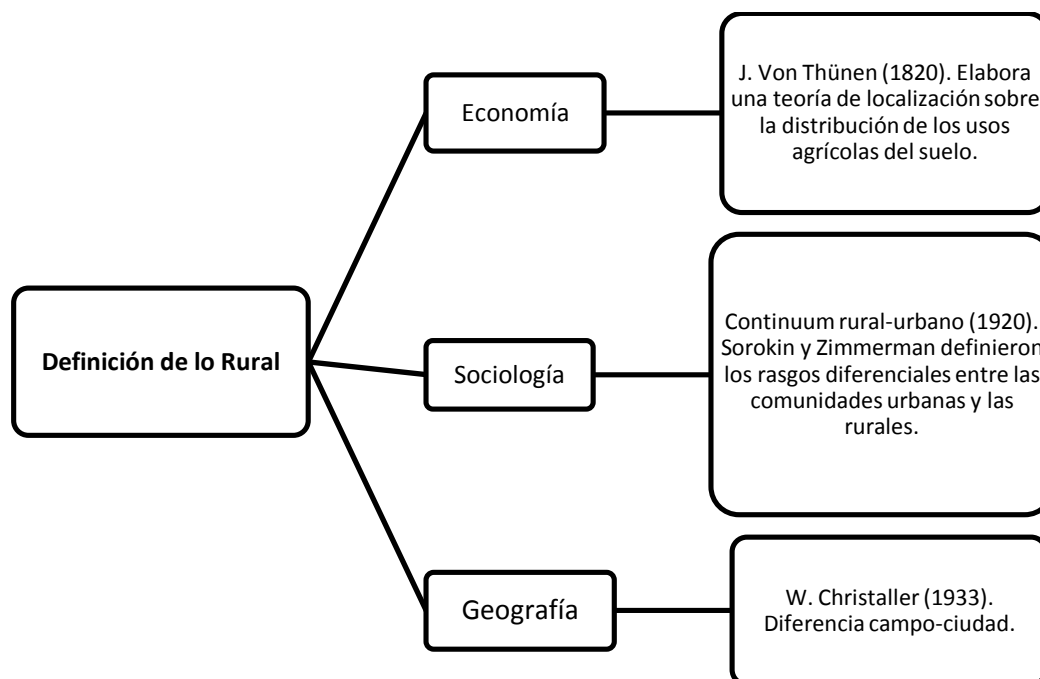 Definición de lo Rural
Economía
J. Von Thünen (1820). Elabora
una teoría de localización sobre
la distribución de los usos
agrícolas del suelo.
Sociología
Continuum rural-urbano (1920).
Sorokin y Zimmerman definieron
los rasgos diferenciales entre las
comunidades urbanas y las
rurales.
Geografía
W. Christaller (1933).
Diferencia campo-ciudad.